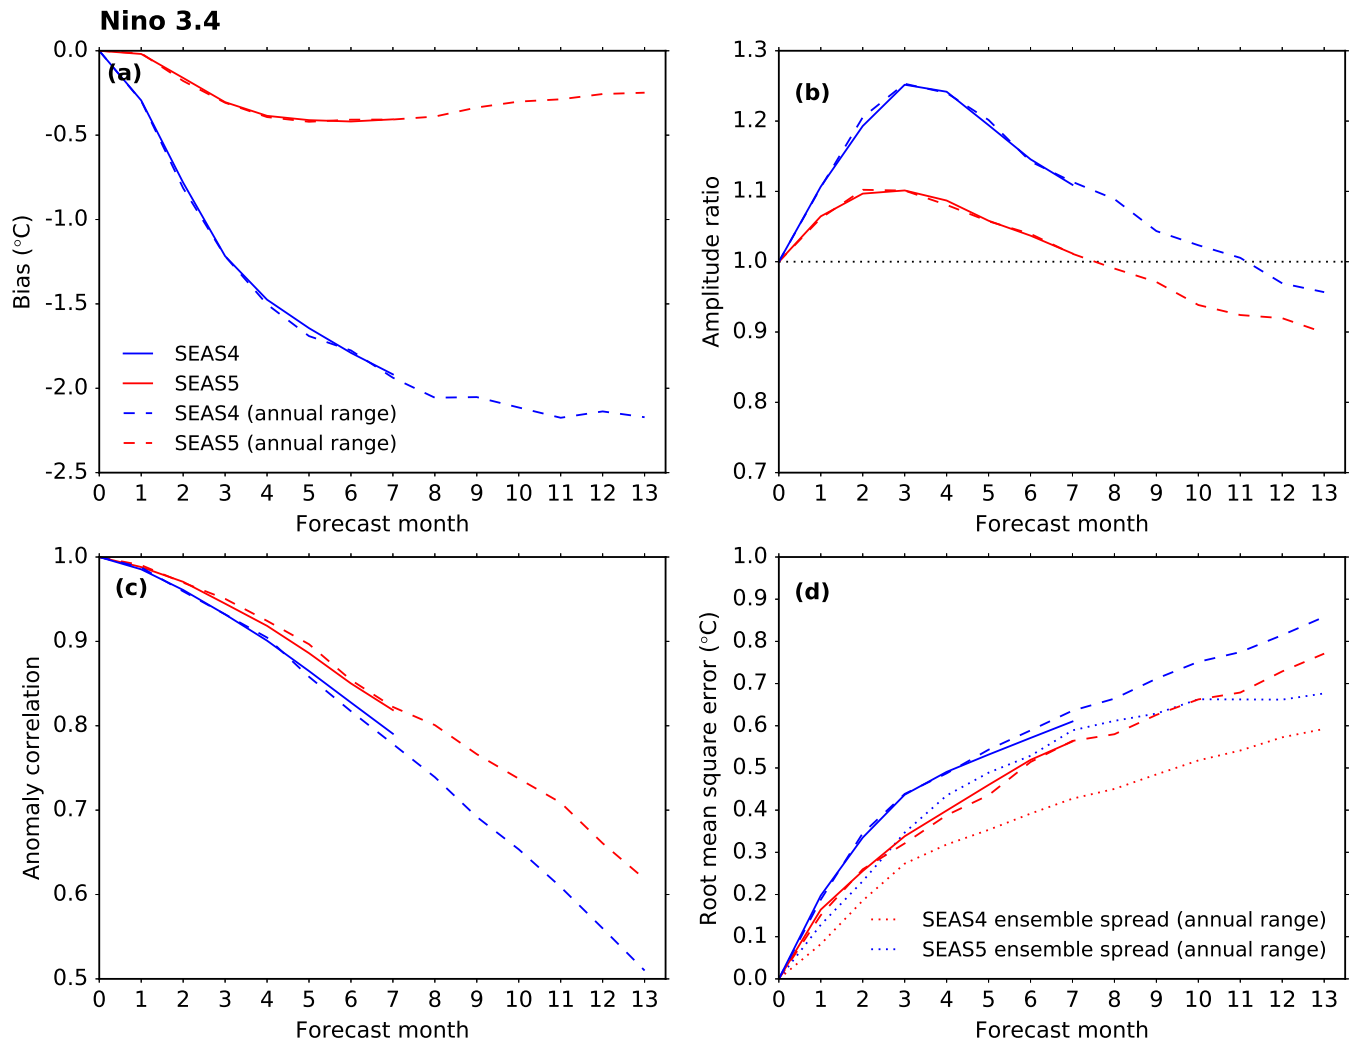 Nino 3.4
(a)
0.0
-0.5
-1.0
-1.5
-2.0
-2.5
Bias (°C)
SEAS4
SEAS5
SEAS4 (annual range)
SEAS5 (annual range)
0 1 2 3 4 5 6 7 8 9 10 11 12 13
Forecast month
(b)
1.3
1.2
1.1
1.0
0.9
0.8
0.7
Amplitude ratio
0 1 2 3 4 5 6 7 8 9 10 11 12 13
Forecast month
(c)
1.0
0.9
0.8
0.7
0.6
0.5
Anomaly correlation
0 1 2 3 4 5 6 7 8 9 10 11 12 13
Forecast month
(d)
1.0
0.9
0.8
0.7
0.6
0.5
0.4
0.3
0.2
0.1
0.0
Root mean square error (°C)
SEAS4 ensemble spread (annual range)
SEAS5 ensemble spread (annual range)
0 1 2 3 4 5 6 7 8 9 10 11 12 13
Forecast month